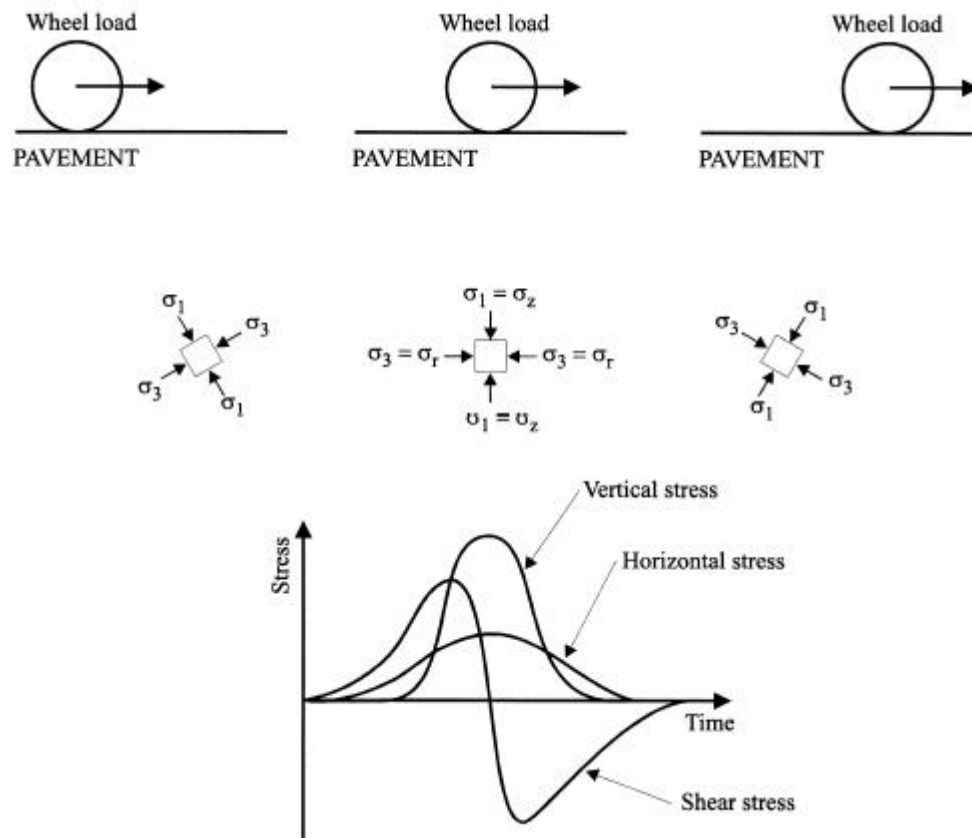 Wheel load
Wheel load
Wheel load
PAVEMENT
PAVEMENT
PAVEMENT
σ1
σ3
σ3
σ1
σ1 = σz
σ3 = σr
σ3 = σr
σ1 = σz
σ1
σ3
σ3
σ1
Vertical stress
Horizontal stress
Stress
Time
Shear stress